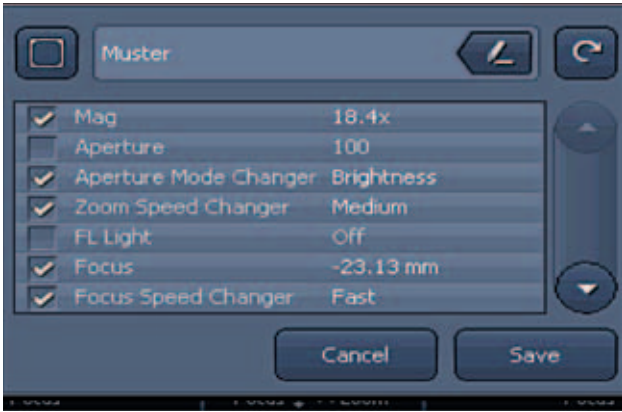 Muster
Mag 18.4x
Aperture 100
Aperture Mode Changer Brightness
Zoom Speed Changer Medium
FL Light Off
Focus -23.13 mm
Focus Speed Changer Fast
Cancel Save